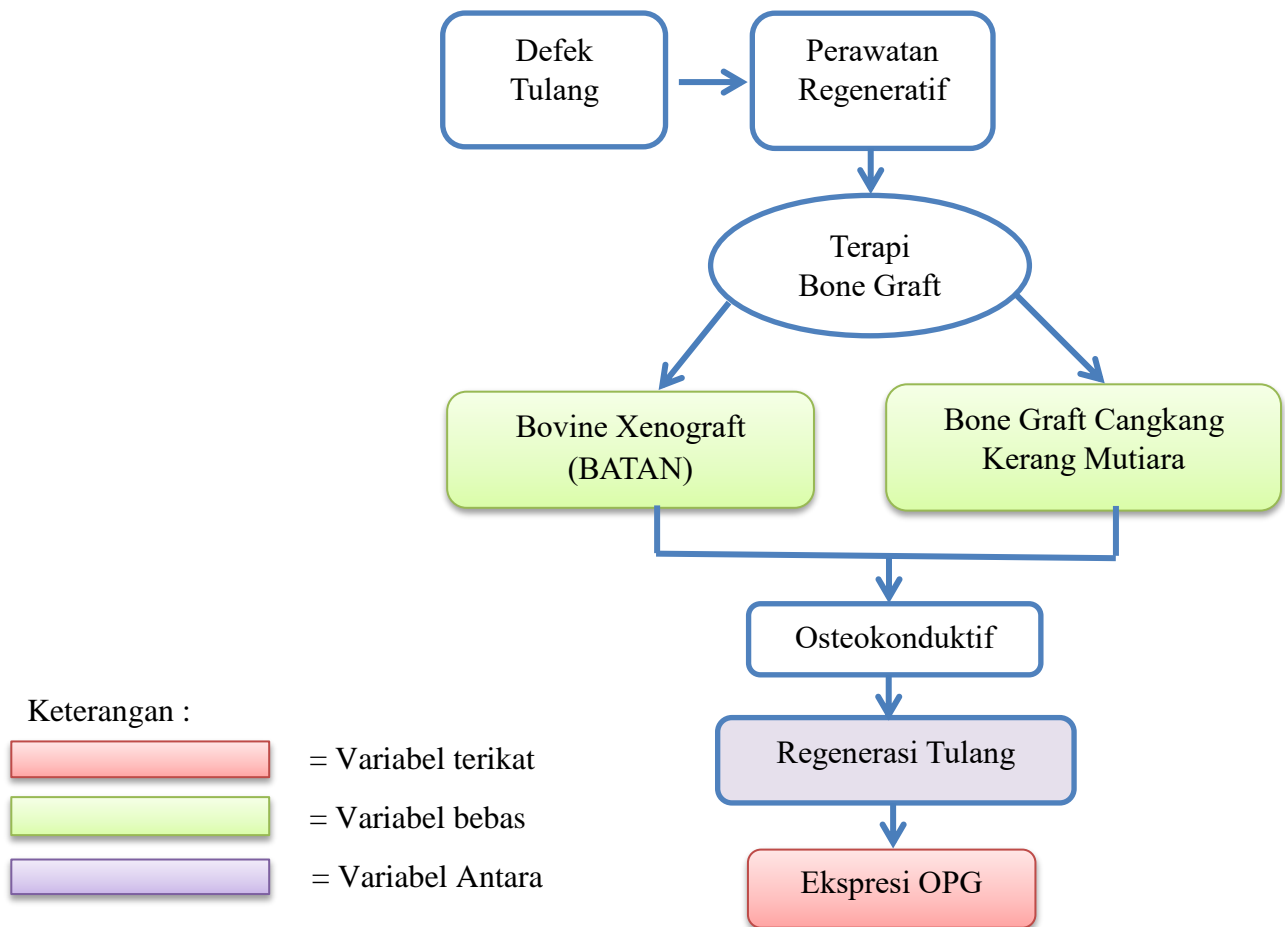 Defek
Tulang
Perawatan
Regeneratif
Terapi
Bone Graft
Bovine Xenograft
(BATAN)
Bone Graft Cangkang
Kerang Mutiara
Osteokonduktif
Regenerasi Tulang
Ekspresi OPG
Keterangan :
= Variabel terikat
= Variabel bebas
= Variabel Antara